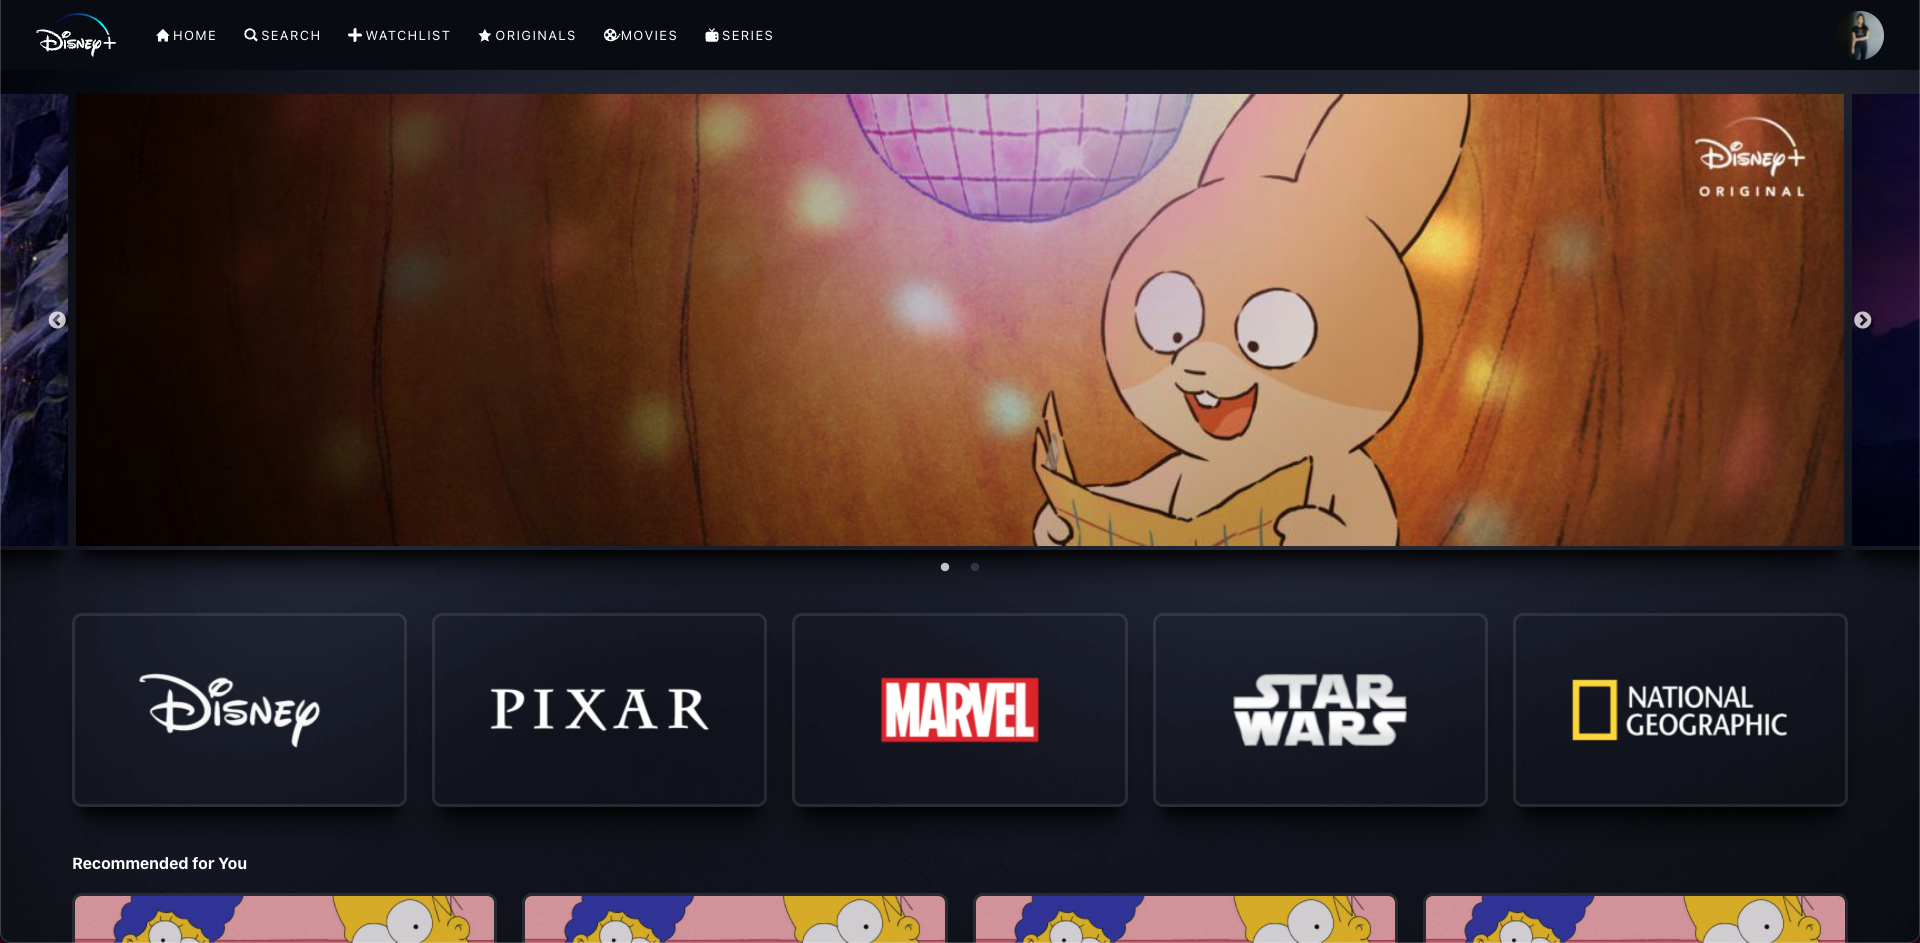 Disney+
HOME
SEARCH
WATCHLIST
ORIGINALS
MOVIES
SERIES
Disney+
ORIGINAL
Disney
PIXAR
MARVEL
STAR
WARS
NATIONAL
GEOGRAPHIC
Recommended for You